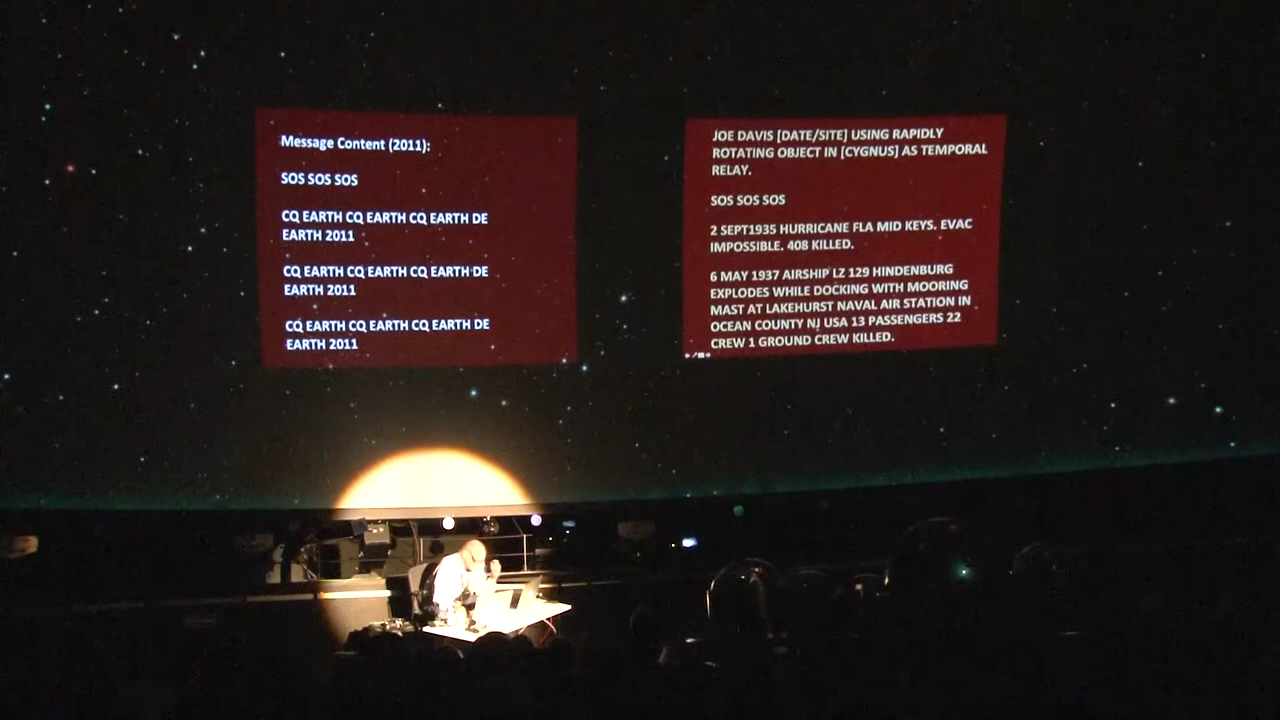 Message Content (2011):
SOS SOS SOS
CQ EARTH CQ EARTH CQ EARTH DE
EARTH 2011
CQ EARTH CQ EARTH CQ EARTH DE
EARTH 2011
CQ EARTH CQ EARTH CQ EARTH DE
EARTH 2011
JOE DAVIS [DATE/SITE] USING RAPIDLY
ROTATING OBJECT IN [CYGNUS] AS TEMPORAL
RELAY.
SOS SOS SOS
2 SEPT1935 HURRICANE FLA MID KEYS. EVAC
IMPOSSIBLE. 408 KILLED.
6 MAY 1937 AIRSHIP LZ 129 HINDENBURG
EXPLODES WHILE DOCKING WITH MOORING
MAST AT LAKEHURST NAVAL AIR STATION IN
OCEAN COUNTY NJ USA 13 PASSENGERS 22
CREW 1 GROUND CREW KILLED.